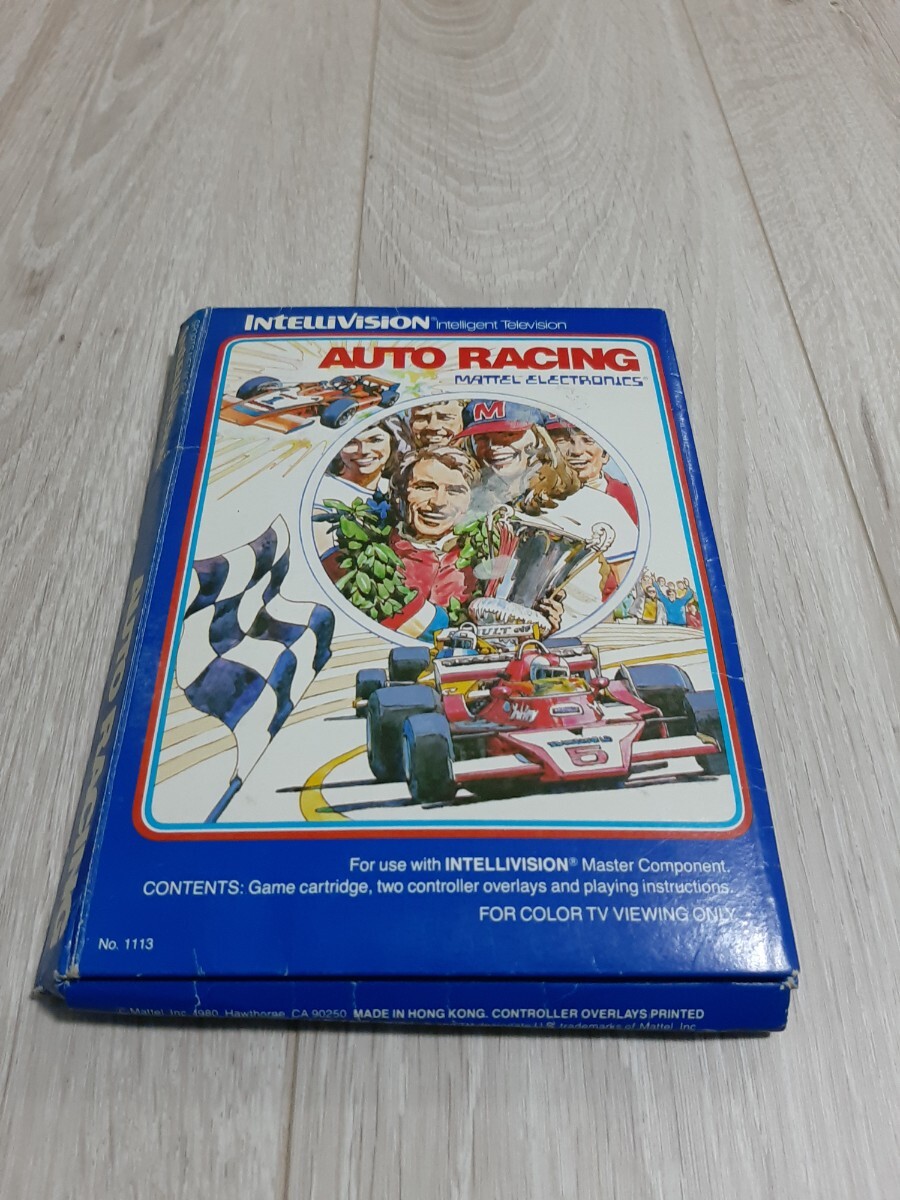 INTELLIVISION® Intelligent Television
AUTO RACING
MATTEL ELECTRONICS®
M
ULT
6
For use with INTELLIVISION® Master Component.
CONTENTS: Game cartridge, two controller overlays and playing instructions.
FOR COLOR TV VIEWING ONLY.
No. 1113
AUTO RACING
© Mattel, Inc. 1980, Hawthorne, CA 90250 MADE IN HONG KONG. CONTROLLER OVERLAYS PRINTED
trademarks of Mattel, Inc.